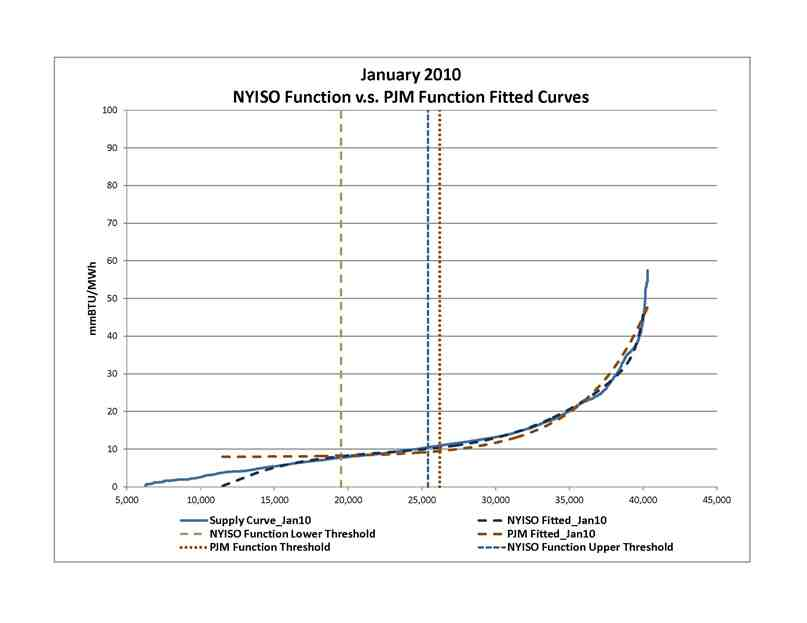 January 2010
NYISO Function v.s. PJM Function Fitted Curves
100
90
80
70
60
50
40
30
20
10
0
mmBTU/MWh
5,000 10,000 15,000 20,000 25,000 30,000 35,000 40,000 45,000
Supply Curve_Jan10 NYISO Fitted_Jan10
NYISO Function Lower Threshold PJM Fitted_Jan10
PJM Function Threshold NYISO Function Upper Threshold